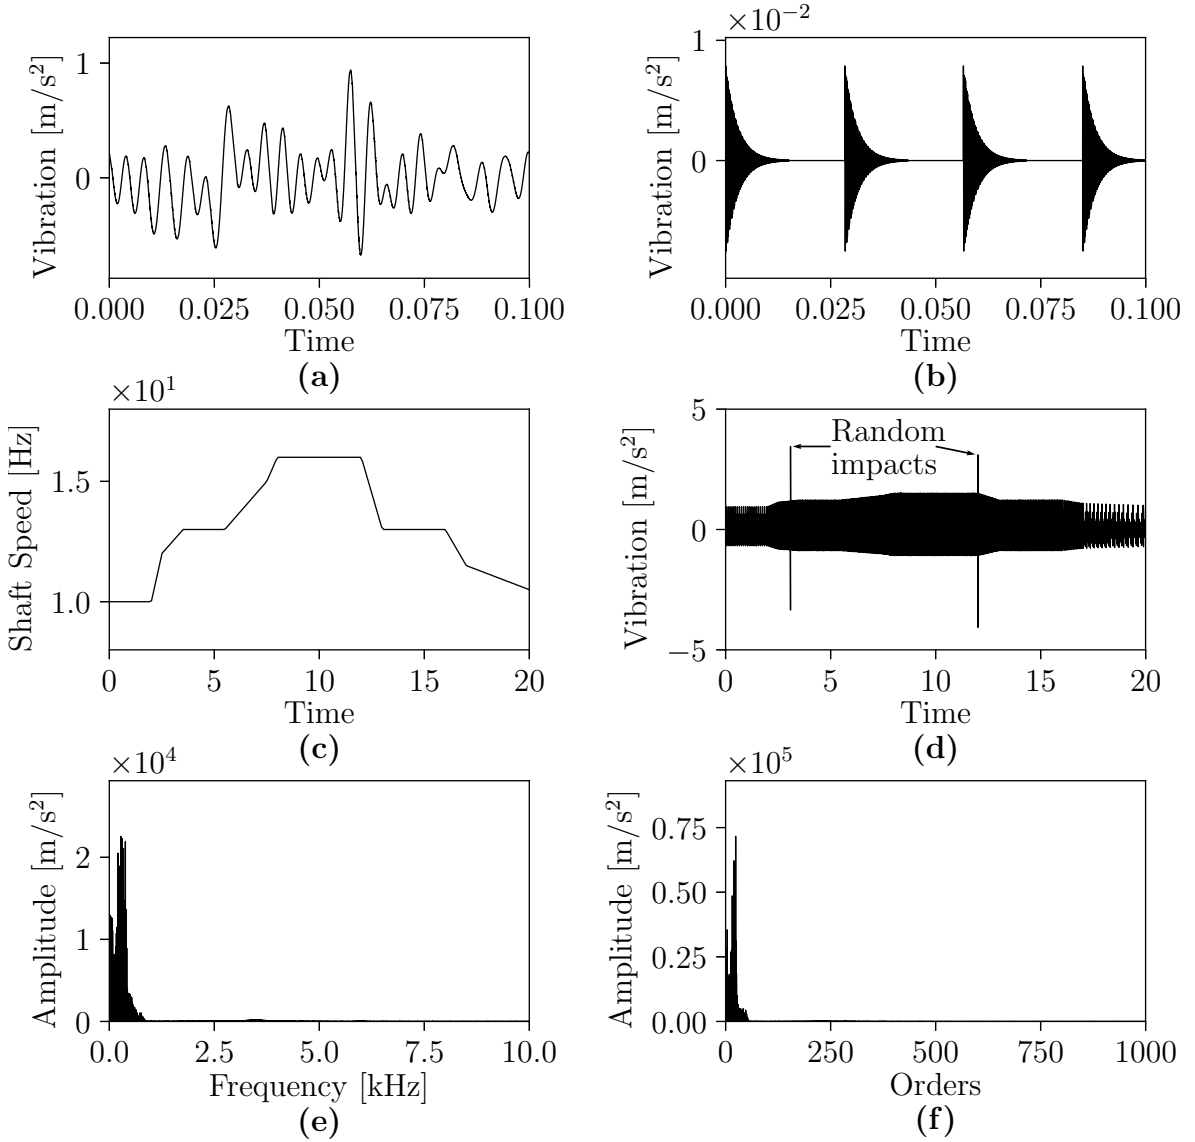 Vibration [m/s²]
1
0
0.000 0.025 0.050 0.075 0.100
Time
(a)
×10⁻²
Vibration [m/s²]
1
0
0.000 0.025 0.050 0.075 0.100
Time
(b)
×10¹
Shaft Speed [Hz]
1.5
1.0
0 5 10 15 20
Time
(c)
Vibration [m/s²]
5
0
−5
Random
impacts
0 5 10 15 20
Time
(d)
×10⁴
Amplitude [m/s²]
2
1
0
0.0 2.5 5.0 7.5 10.0
Frequency [kHz]
(e)
×10⁵
Amplitude [m/s²]
0.75
0.50
0.25
0.00
0 250 500 750 1000
Orders
(f)